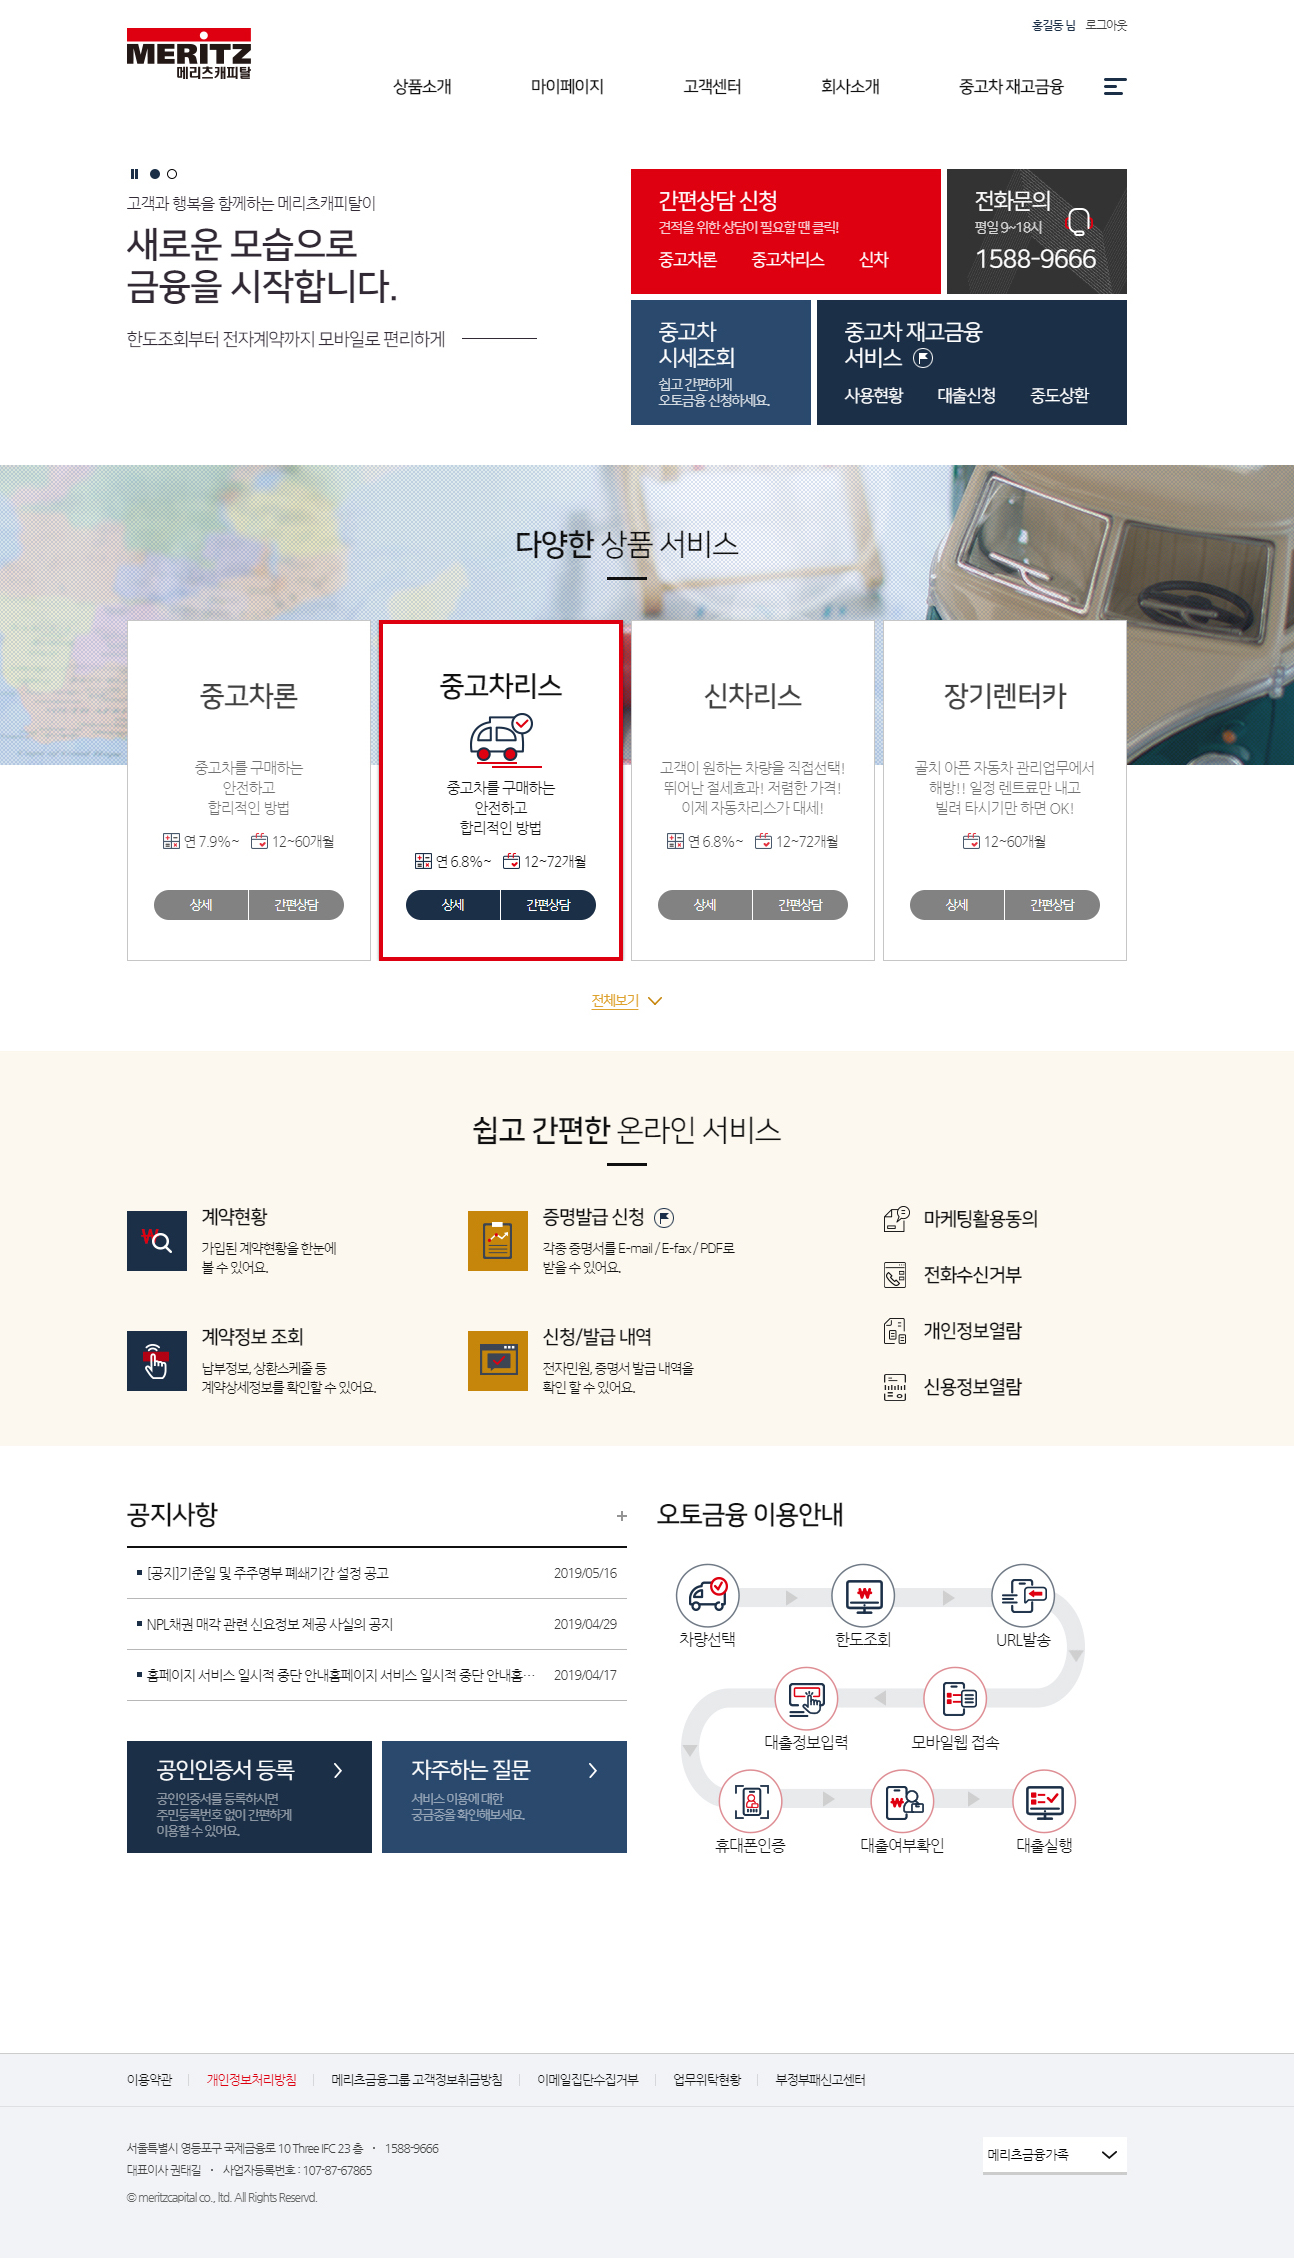 홍길동 님 로그아웃
MERITZ
메리츠캐피탈
상품소개 마이페이지 고객센터 회사소개 중고차 재고금융
고객과 행복을 함께하는 메리츠캐피탈이
새로운 모습으로
금융을 시작합니다.
한도조회부터 전자계약까지 모바일로 편리하게
간편상담 신청
견적을 위한 상담이 필요할 땐 클릭!
중고차론 중고차리스 신차
전화문의
평일 9~18시
1588-9666
중고차
시세조회
쉽고 간편하게
오토금융 신청하세요.
중고차 재고금융
서비스
사용현황 대출신청 중도상환
다양한 상품 서비스
중고차론
중고차를 구매하는
안전하고
합리적인 방법
연 7.9%~ 12~60개월
상세 간편상담
중고차리스
중고차를 구매하는
안전하고
합리적인 방법
연 6.8%~ 12~72개월
상세 간편상담
신차리스
고객이 원하는 차량을 직접선택!
뛰어난 절세효과! 저렴한 가격!
이제 자동차리스가 대세!
연 6.8%~ 12~72개월
상세 간편상담
장기렌터카
골치 아픈 자동차 관리업무에서
해방!! 일정 렌트료만 내고
빌려 타시기만 하면 OK!
12~60개월
상세 간편상담
전체보기
쉽고 간편한 온라인 서비스
계약현황
가입된 계약현황을 한눈에
볼 수 있어요.
증명발급 신청
각종 증명서를 E-mail / E-fax / PDF로
받을 수 있어요.
계약정보 조회
납부정보, 상환스케줄 등
계약상세정보를 확인할 수 있어요.
신청/발급 내역
전자민원, 증명서 발급 내역을
확인 할 수 있어요.
마케팅활용동의
전화수신거부
개인정보열람
신용정보열람
공지사항
[공지]기준일 및 주주명부 폐쇄기간 설정 공고 2019/05/16
NPL채권 매각 관련 신요정보 제공 사실의 공지 2019/04/29
홈페이지 서비스 일시적 중단 안내홈페이지 서비스 일시적 중단 안내홈… 2019/04/17
공인인증서 등록
공인인증서를 등록하시면
주민등록번호 없이 간편하게
이용할 수 있어요.
자주하는 질문
서비스 이용에 대한
궁금증을 확인해보세요.
오토금융 이용안내
차량선택 한도조회 URL발송
대출정보입력 모바일웹 접속
휴대폰인증 대출여부확인 대출실행
이용약관 개인정보처리방침 메리츠금융그룹 고객정보취금방침 이메일집단수집거부 업무위탁현황 부정부패신고센터
서울특별시 영등포구 국제금융로 10 Three IFC 23 층 · 1588-9666
대표이사 권태길 · 사업자등록번호 : 107-87-67865
© meritzcapital co., ltd. All Rights Reservd.
메리츠금융가족